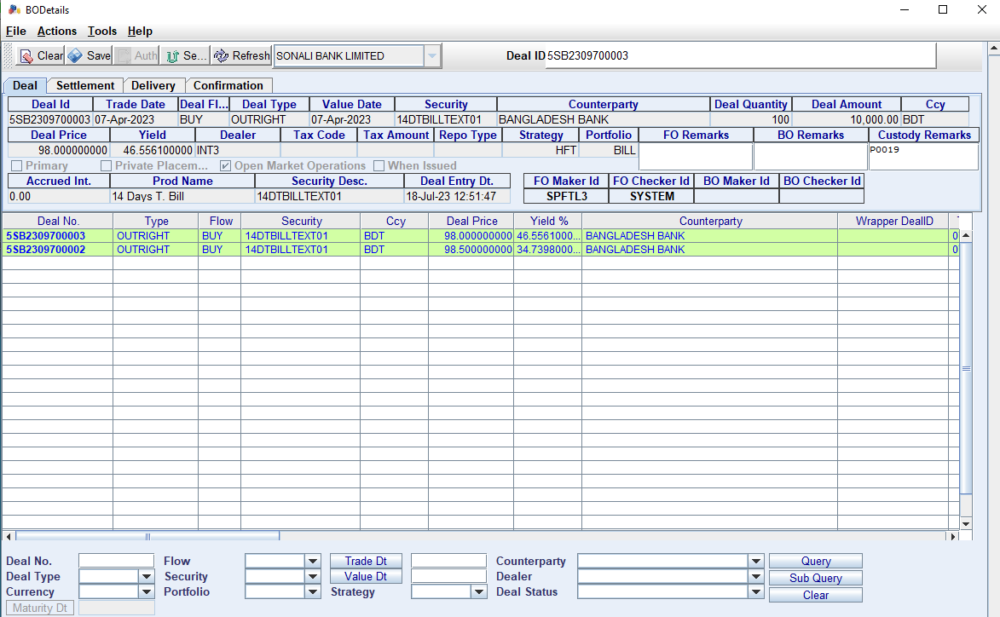 BODetails
File Actions Tools Help
Clear Save Auth Se... Refresh SONALI BANK LIMITED Deal ID 5SB2309700003
Deal Settlement Delivery Confirmation
Deal Id Trade Date Deal Fl... Deal Type Value Date Security Counterparty Deal Quantity Deal Amount Ccy
5SB2309700003 07-Apr-2023 BUY OUTRIGHT 07-Apr-2023 14DTBILLTEXT01 BANGLADESH BANK 100 10,000.00 BDT
Deal Price Yield Dealer Tax Code Tax Amount Repo Type Strategy Portfolio FO Remarks BO Remarks Custody Remarks
98.000000000 46.556100000 INT3 HFT BILL P0019
Primary Private Placem... Open Market Operations When Issued
Accrued Int. Prod Name Security Desc. Deal Entry Dt. FO Maker Id FO Checker Id BO Maker Id BO Checker Id
0.00 14 Days T. Bill 14DTBILLTEXT01 18-Jul-23 12:51:47 SPFTL3 SYSTEM
Deal No. Type Flow Security Ccy Deal Price Yield % Counterparty Wrapper DealID
5SB2309700003 OUTRIGHT BUY 14DTBILLTEXT01 BDT 98.000000000 46.5561000... BANGLADESH BANK 0
5SB2309700002 OUTRIGHT BUY 14DTBILLTEXT01 BDT 98.500000000 34.7398000... BANGLADESH BANK 0
Deal No. Flow Trade Dt Counterparty Query
Deal Type Security Value Dt Dealer Sub Query
Currency Portfolio Strategy Deal Status Clear
Maturity Dt